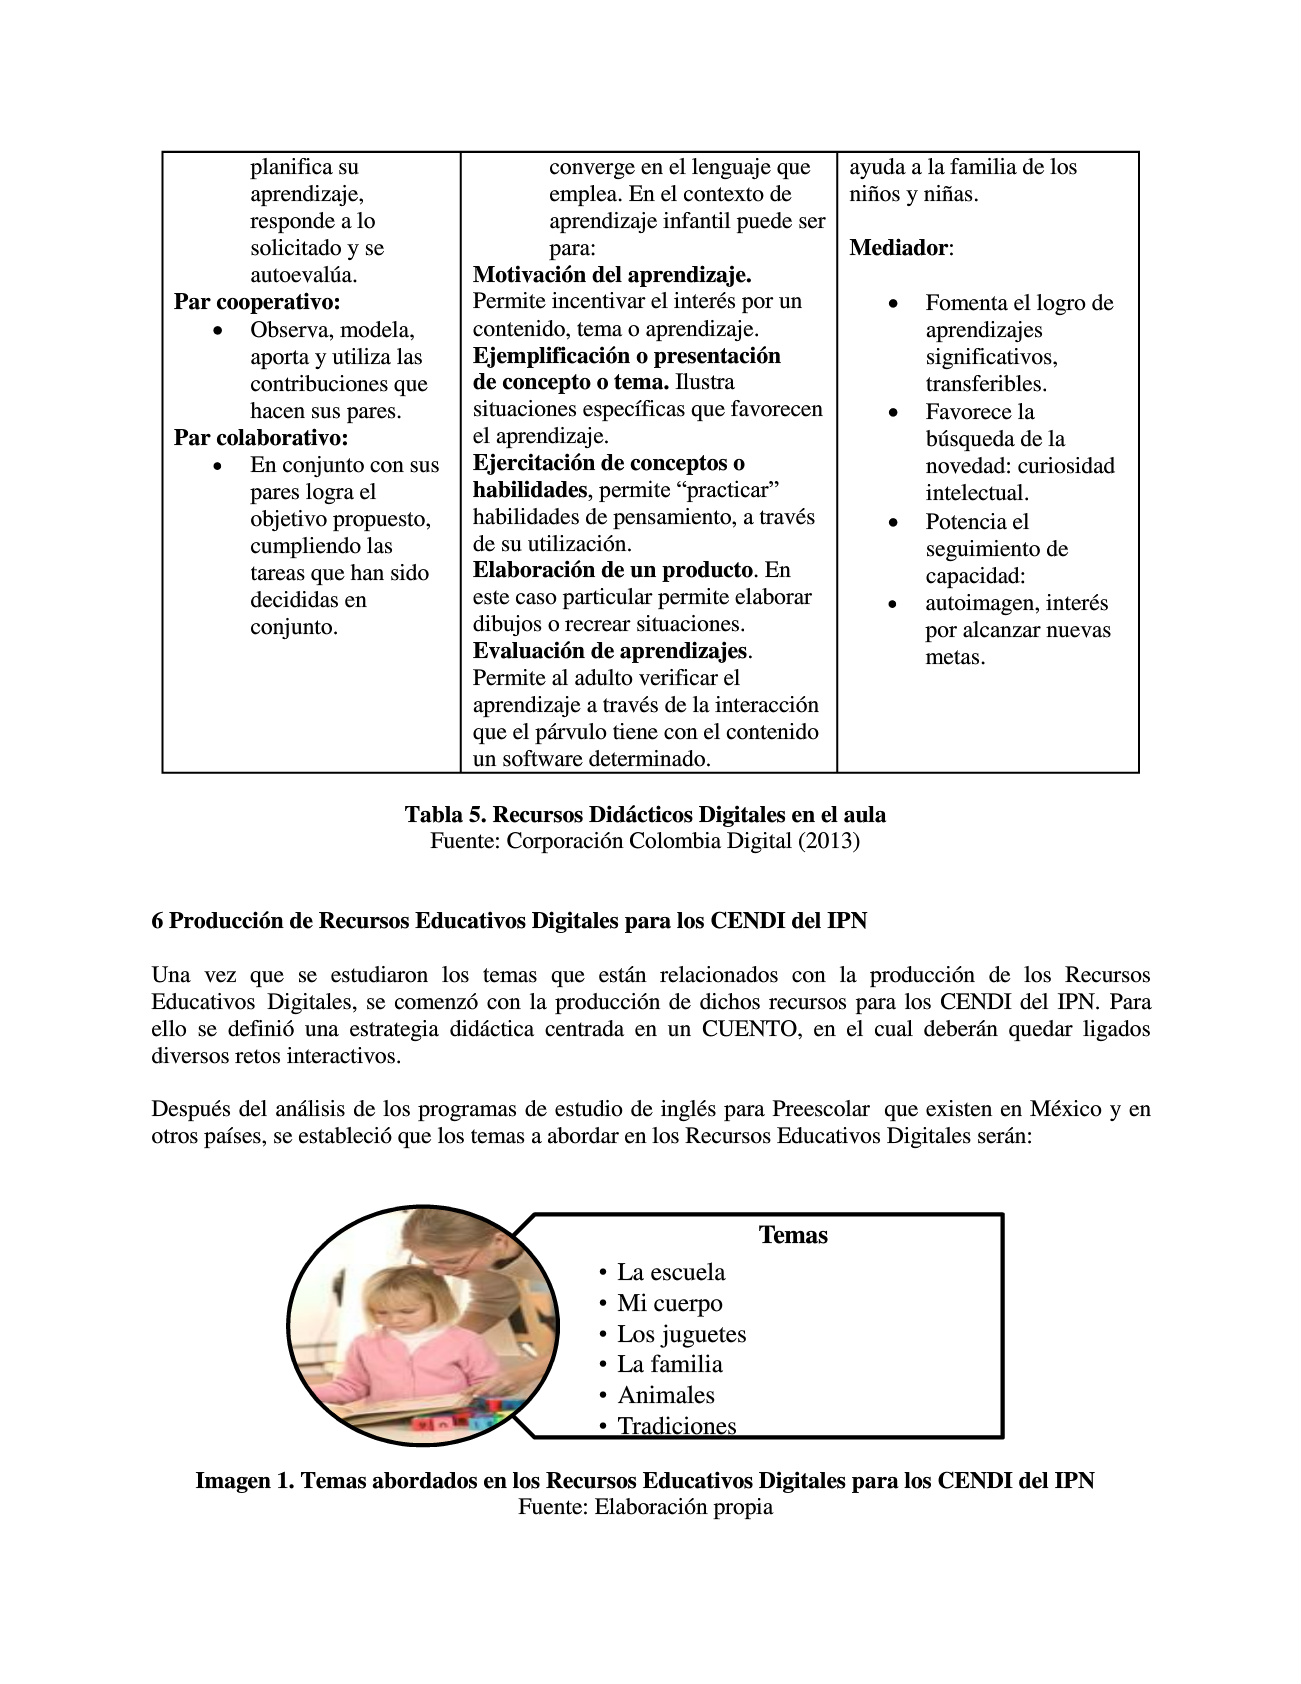 planifica su
aprendizaje,
responde a lo
solicitado y se
autoevalúa.
Par cooperativo:
• Observa, modela,
aporta y utiliza las
contribuciones que
hacen sus pares.
Par colaborativo:
• En conjunto con sus
pares logra el
objetivo propuesto,
cumpliendo las
tareas que han sido
decididas en
conjunto.
converge en el lenguaje que
emplea. En el contexto de
aprendizaje infantil puede ser
para:
Motivación del aprendizaje.
Permite incentivar el interés por un
contenido, tema o aprendizaje.
Ejemplificación o presentación
de concepto o tema. Ilustra
situaciones específicas que favorecen
el aprendizaje.
Ejercitación de conceptos o
habilidades, permite “practicar”
habilidades de pensamiento, a través
de su utilización.
Elaboración de un producto. En
este caso particular permite elaborar
dibujos o recrear situaciones.
Evaluación de aprendizajes.
Permite al adulto verificar el
aprendizaje a través de la interacción
que el párvulo tiene con el contenido
un software determinado.
ayuda a la familia de los
niños y niñas.
Mediador:
• Fomenta el logro de
aprendizajes
significativos,
transferibles.
• Favorece la
búsqueda de la
novedad: curiosidad
intelectual.
• Potencia el
seguimiento de
capacidad:
• autoimagen, interés
por alcanzar nuevas
metas.
Tabla 5. Recursos Didácticos Digitales en el aula
Fuente: Corporación Colombia Digital (2013)
6 Producción de Recursos Educativos Digitales para los CENDI del IPN
Una vez que se estudiaron los temas que están relacionados con la producción de los Recursos
Educativos Digitales, se comenzó con la producción de dichos recursos para los CENDI del IPN. Para
ello se definió una estrategia didáctica centrada en un CUENTO, en el cual deberán quedar ligados
diversos retos interactivos.
Después del análisis de los programas de estudio de inglés para Preescolar que existen en México y en
otros países, se estableció que los temas a abordar en los Recursos Educativos Digitales serán:
Temas
• La escuela
• Mi cuerpo
• Los juguetes
• La familia
• Animales
• Tradiciones
Imagen 1. Temas abordados en los Recursos Educativos Digitales para los CENDI del IPN
Fuente: Elaboración propia